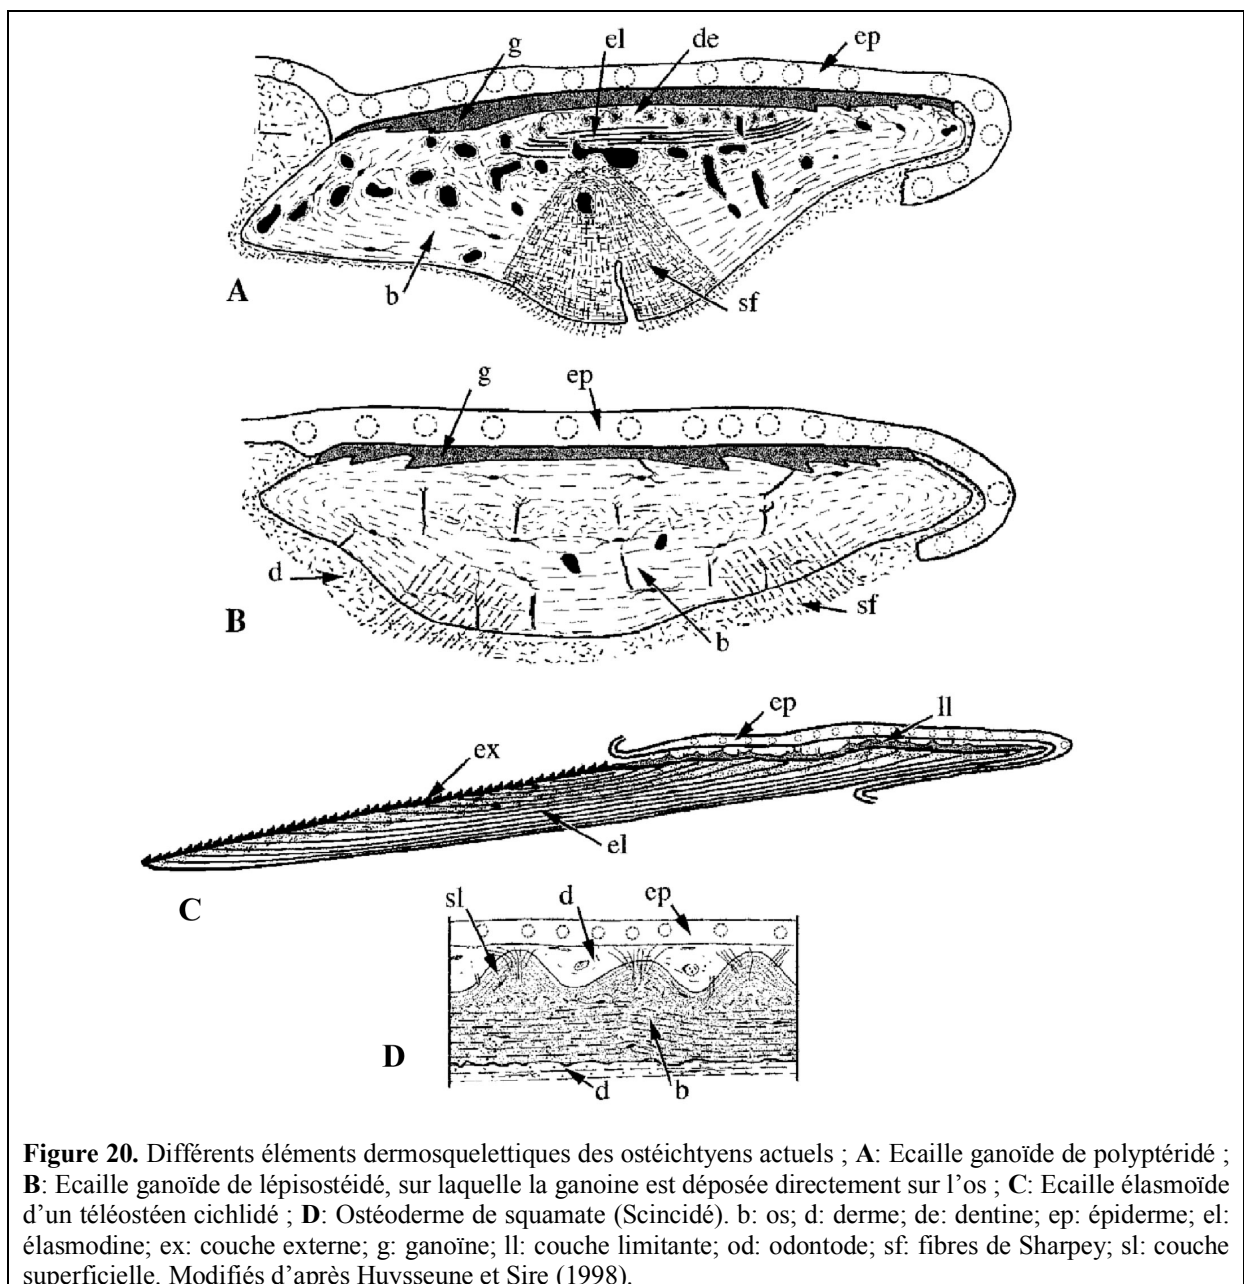 g el de ep
b sf
A
g ep
d
B b sf
ep ll
ex
el
C
sl d ep
D
d b
Figure 20. Différents éléments dermosquelettiques des ostéichtyens actuels ; A: Ecaille ganoïde de polyptéridé ;
B: Ecaille ganoïde de lépisostéidé, sur laquelle la ganoine est déposée directement sur l’os ; C: Ecaille élasmoïde
d’un téléostéen cichlidé ; D: Ostéoderme de squamate (Scincidé). b: os; d: derme; de: dentine; ep: épiderme; el:
élasmodine; ex: couche externe; g: ganoïne; ll: couche limitante; od: odontode; sf: fibres de Sharpey; sl: couche
superficielle. Modifiés d’après Huysseune et Sire (1998).